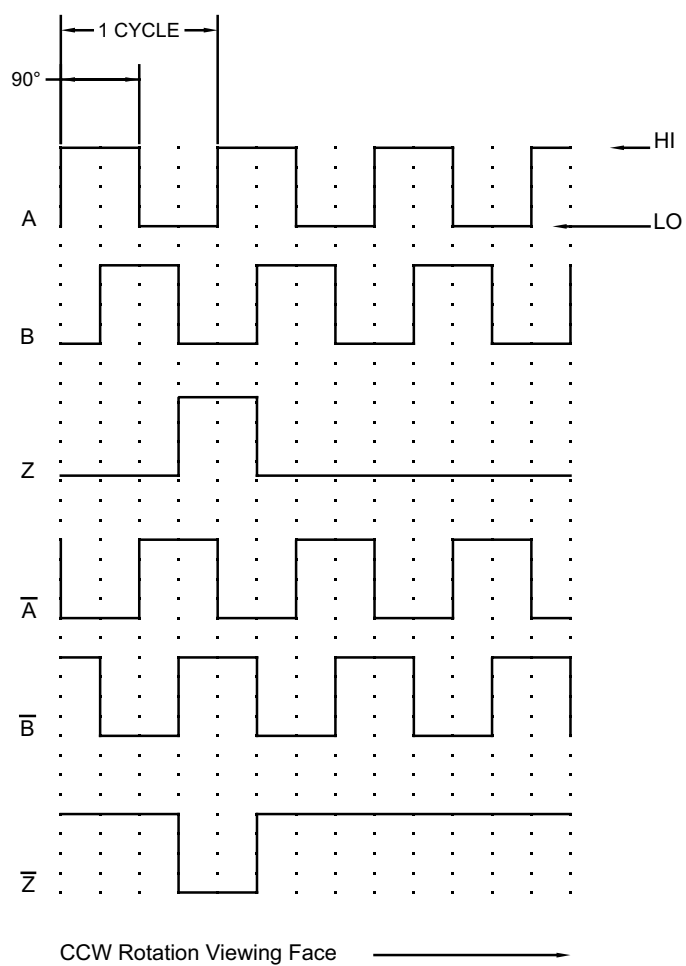 1 CYCLE
90°
HI
A
LO
B
Z
A̅
B̅
Z̅
CCW Rotation Viewing Face